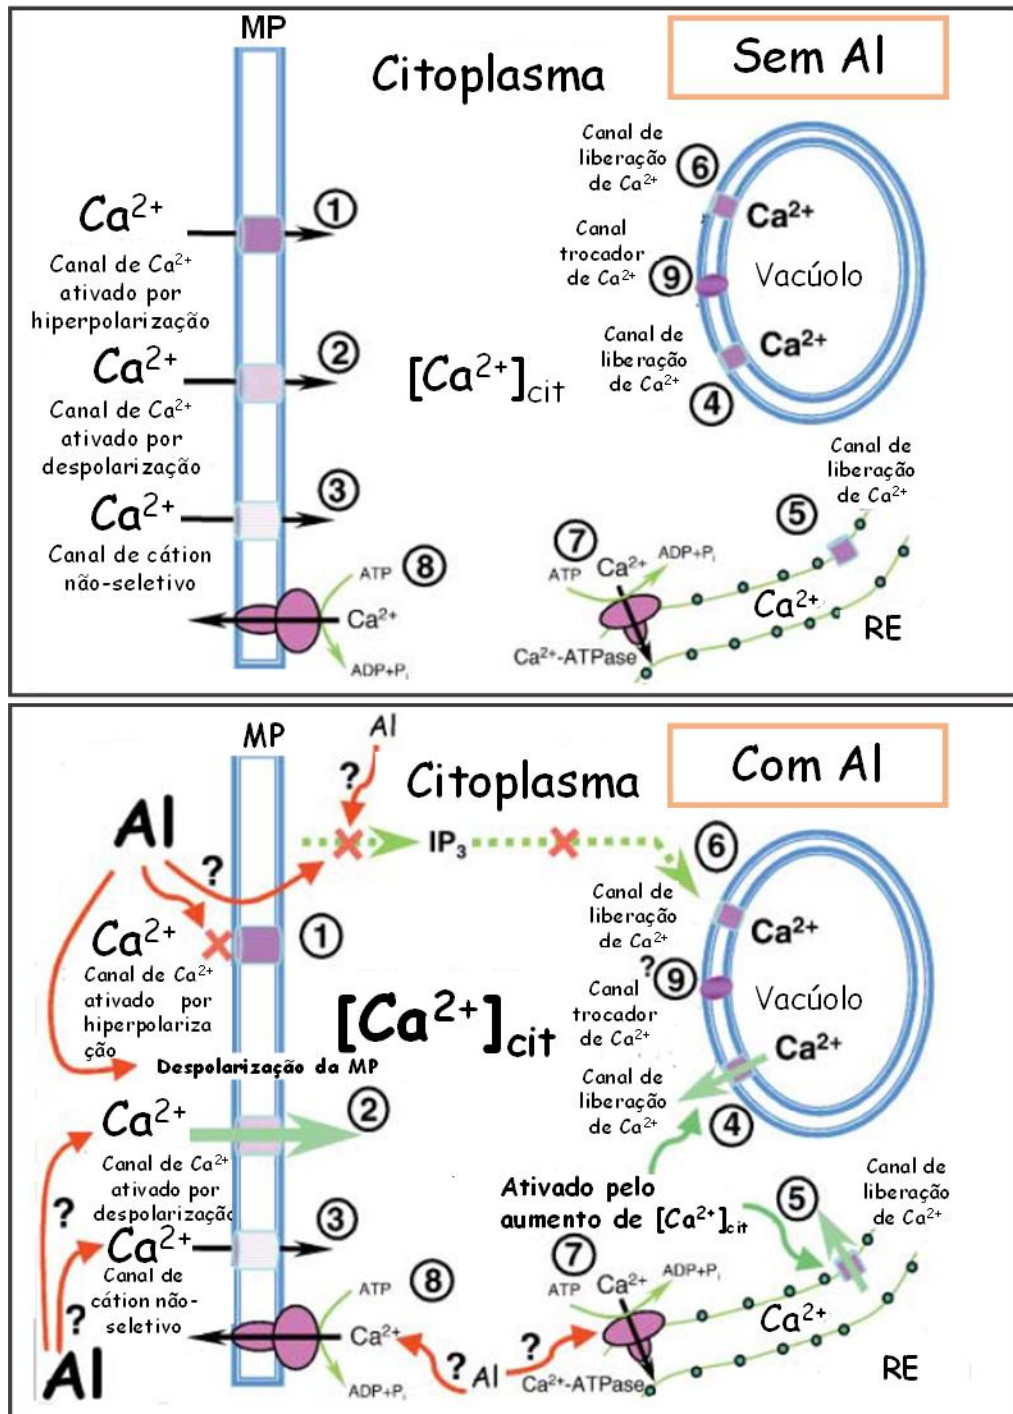 MP
Citoplasma
Sem Al
Ca²⁺
Canal de Ca²⁺
ativado por
hiperpolarização
①
Ca²⁺
Canal de Ca²⁺
ativado por
despolarização
②
Ca²⁺
Canal de cátion
não-seletivo
③
[Ca²⁺]cit
ATP
⑧
Ca²⁺
ADP+Pi
Canal de
liberação
de Ca²⁺
⑥
Ca²⁺
Canal
trocador
de Ca²⁺
⑨
Vacúolo
Canal de
liberação
de Ca²⁺
④
Ca²⁺
Canal de
liberação
de Ca²⁺
⑤
⑦
ATP
Ca²⁺
ADP+Pi
Ca²⁺-ATPase
Ca²⁺
RE
MP
Al
?
Citoplasma
Com Al
Al
?
IP₃
⑥
Ca²⁺
Canal de Ca²⁺
ativado por
hiperpolariza
ção
①
Despolarização da MP
[Ca²⁺]cit
Canal de
liberação
de Ca²⁺
Ca²⁺
?
⑨
Canal
trocador
de Ca²⁺
Vacúolo
Canal de
liberação
de Ca²⁺
④
Ca²⁺
Ca²⁺
Canal de Ca²⁺
ativado por
despolarização
②
?
Ca²⁺
Canal de
cátion não-
seletivo
③
?
Al
Ativado pelo
aumento de [Ca²⁺]cit
Canal de
liberação
de Ca²⁺
⑤
ATP
⑧
Ca²⁺
ADP+Pi
?
Al
?
⑦
ATP
Ca²⁺
ADP+Pi
Ca²⁺-ATPase
Ca²⁺
RE